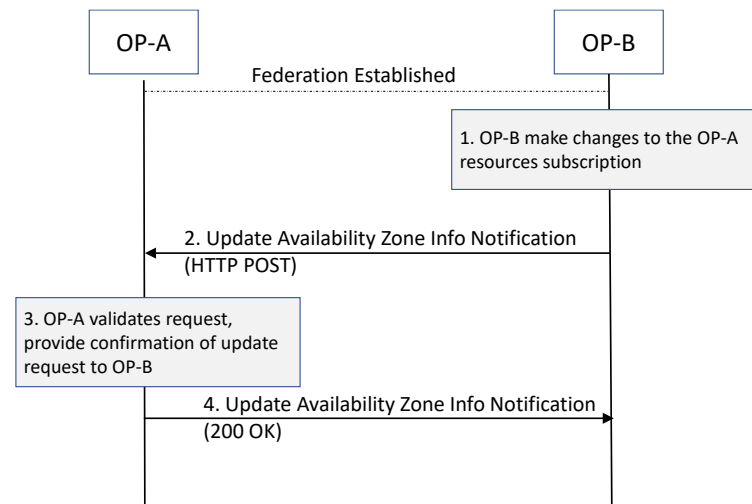 OP-A
OP-B
Federation Established
1. OP-B make changes to the OP-A
resources subscription
2. Update Availability Zone Info Notification
(HTTP POST)
3. OP-A validates request,
provide confirmation of update
request to OP-B
4. Update Availability Zone Info Notification
(200 OK)